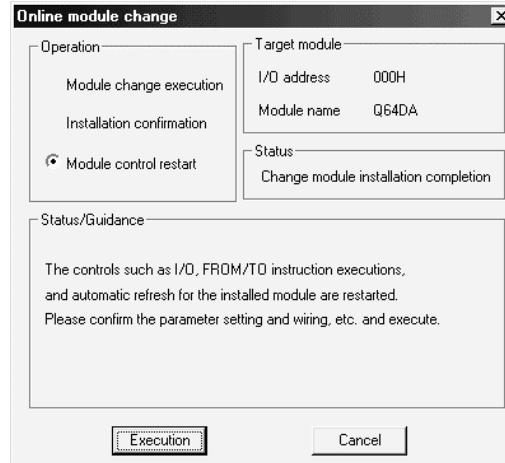 Online module change
Operation
Module change execution
Installation confirmation
Module control restart
Target module
I/O address 000H
Module name Q64DA
Status
Change module installation completion
Status/Guidance
The controls such as I/O, FROM/TO instruction executions,
and automatic refresh for the installed module are restarted.
Please confirm the parameter setting and wiring, etc. and execute.
Execution
Cancel